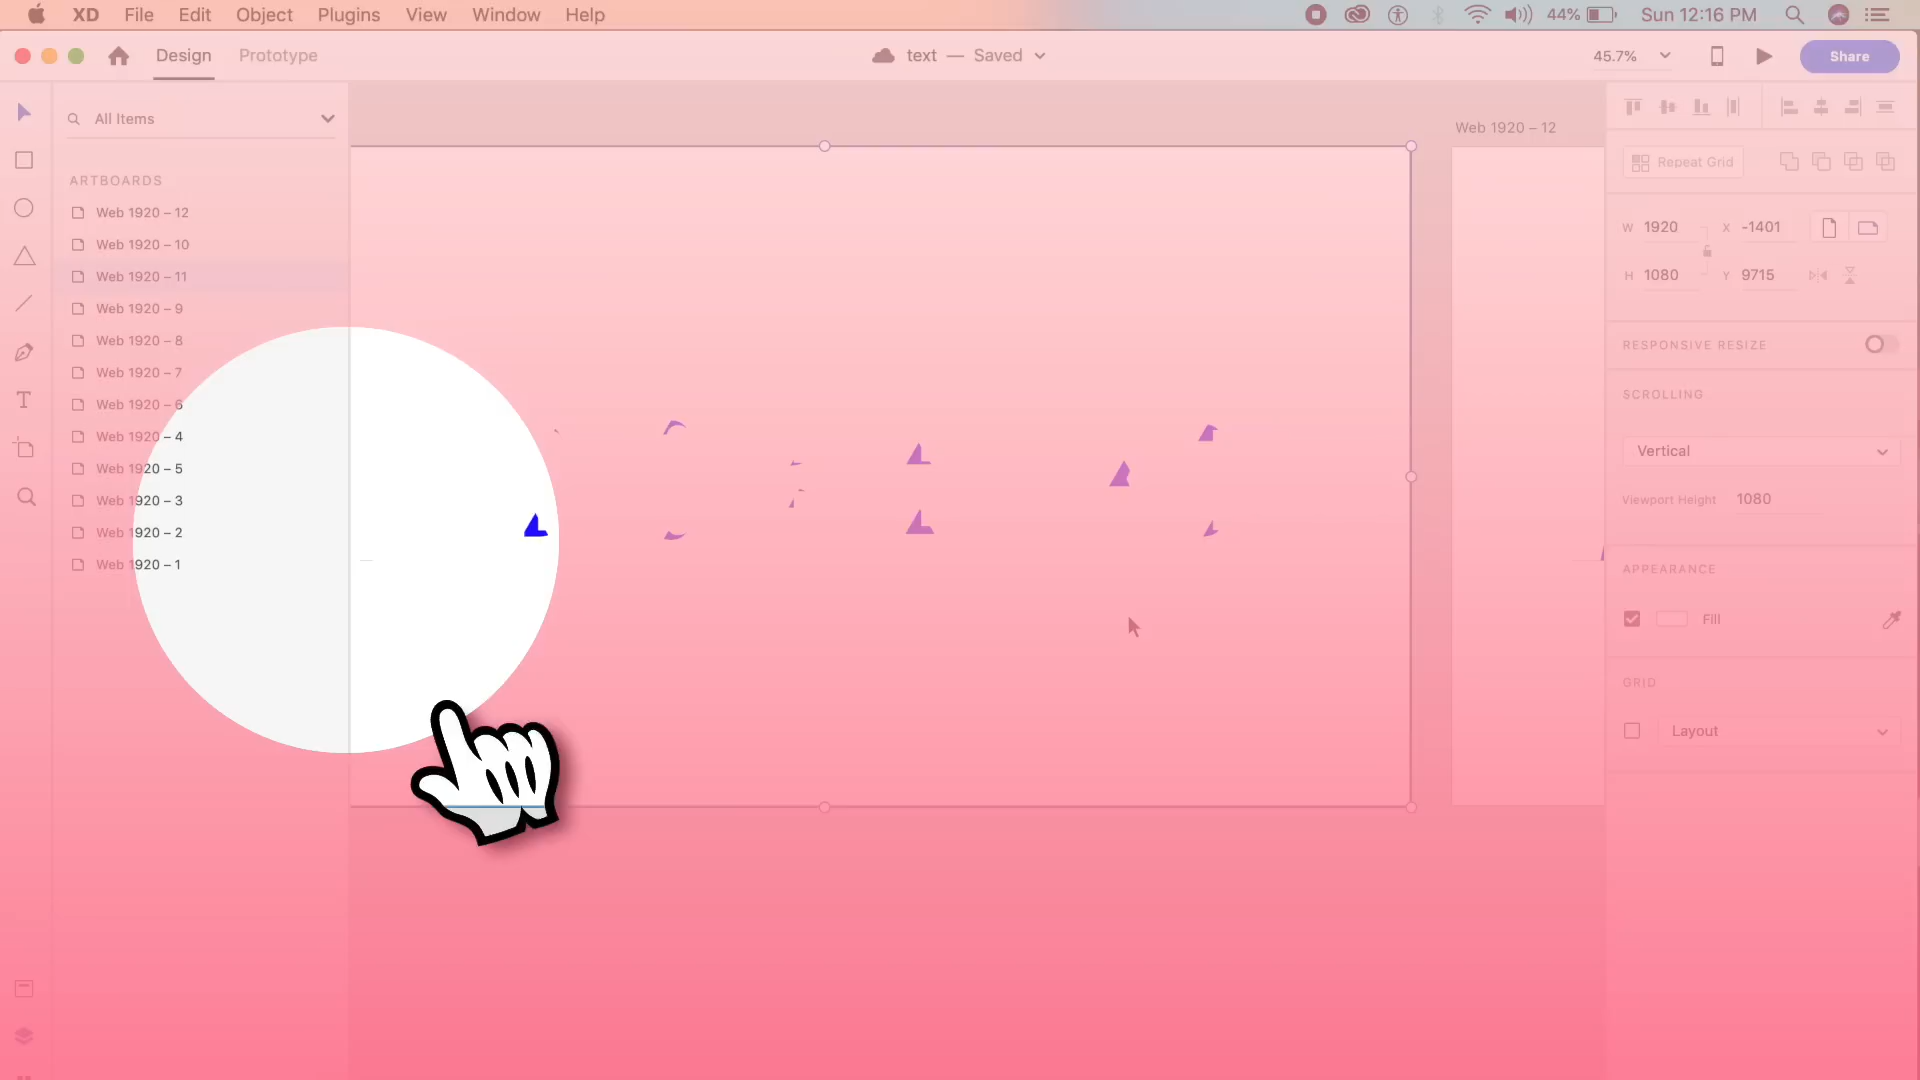 XD File Edit Object Plugins View Window Help 44% Sun 12:16 PM
Design Prototype text — Saved 45.7% Share
All Items
Web 1920 – 12
Repeat Grid
ARTBOARDS
Web 1920 – 12
Web 1920 – 10
Web 1920 – 11
Web 1920 – 9
Web 1920 – 8
Web 1920 – 7
Web 1920 – 6
Web 1920 – 4
Web 1920 – 5
Web 1920 – 3
Web 1920 – 2
Web 1920 – 1
W 1920 X -1401
H 1080 Y 9715
RESPONSIVE RESIZE
SCROLLING
Vertical
Viewport Height 1080
APPEARANCE
Fill
GRID
Layout